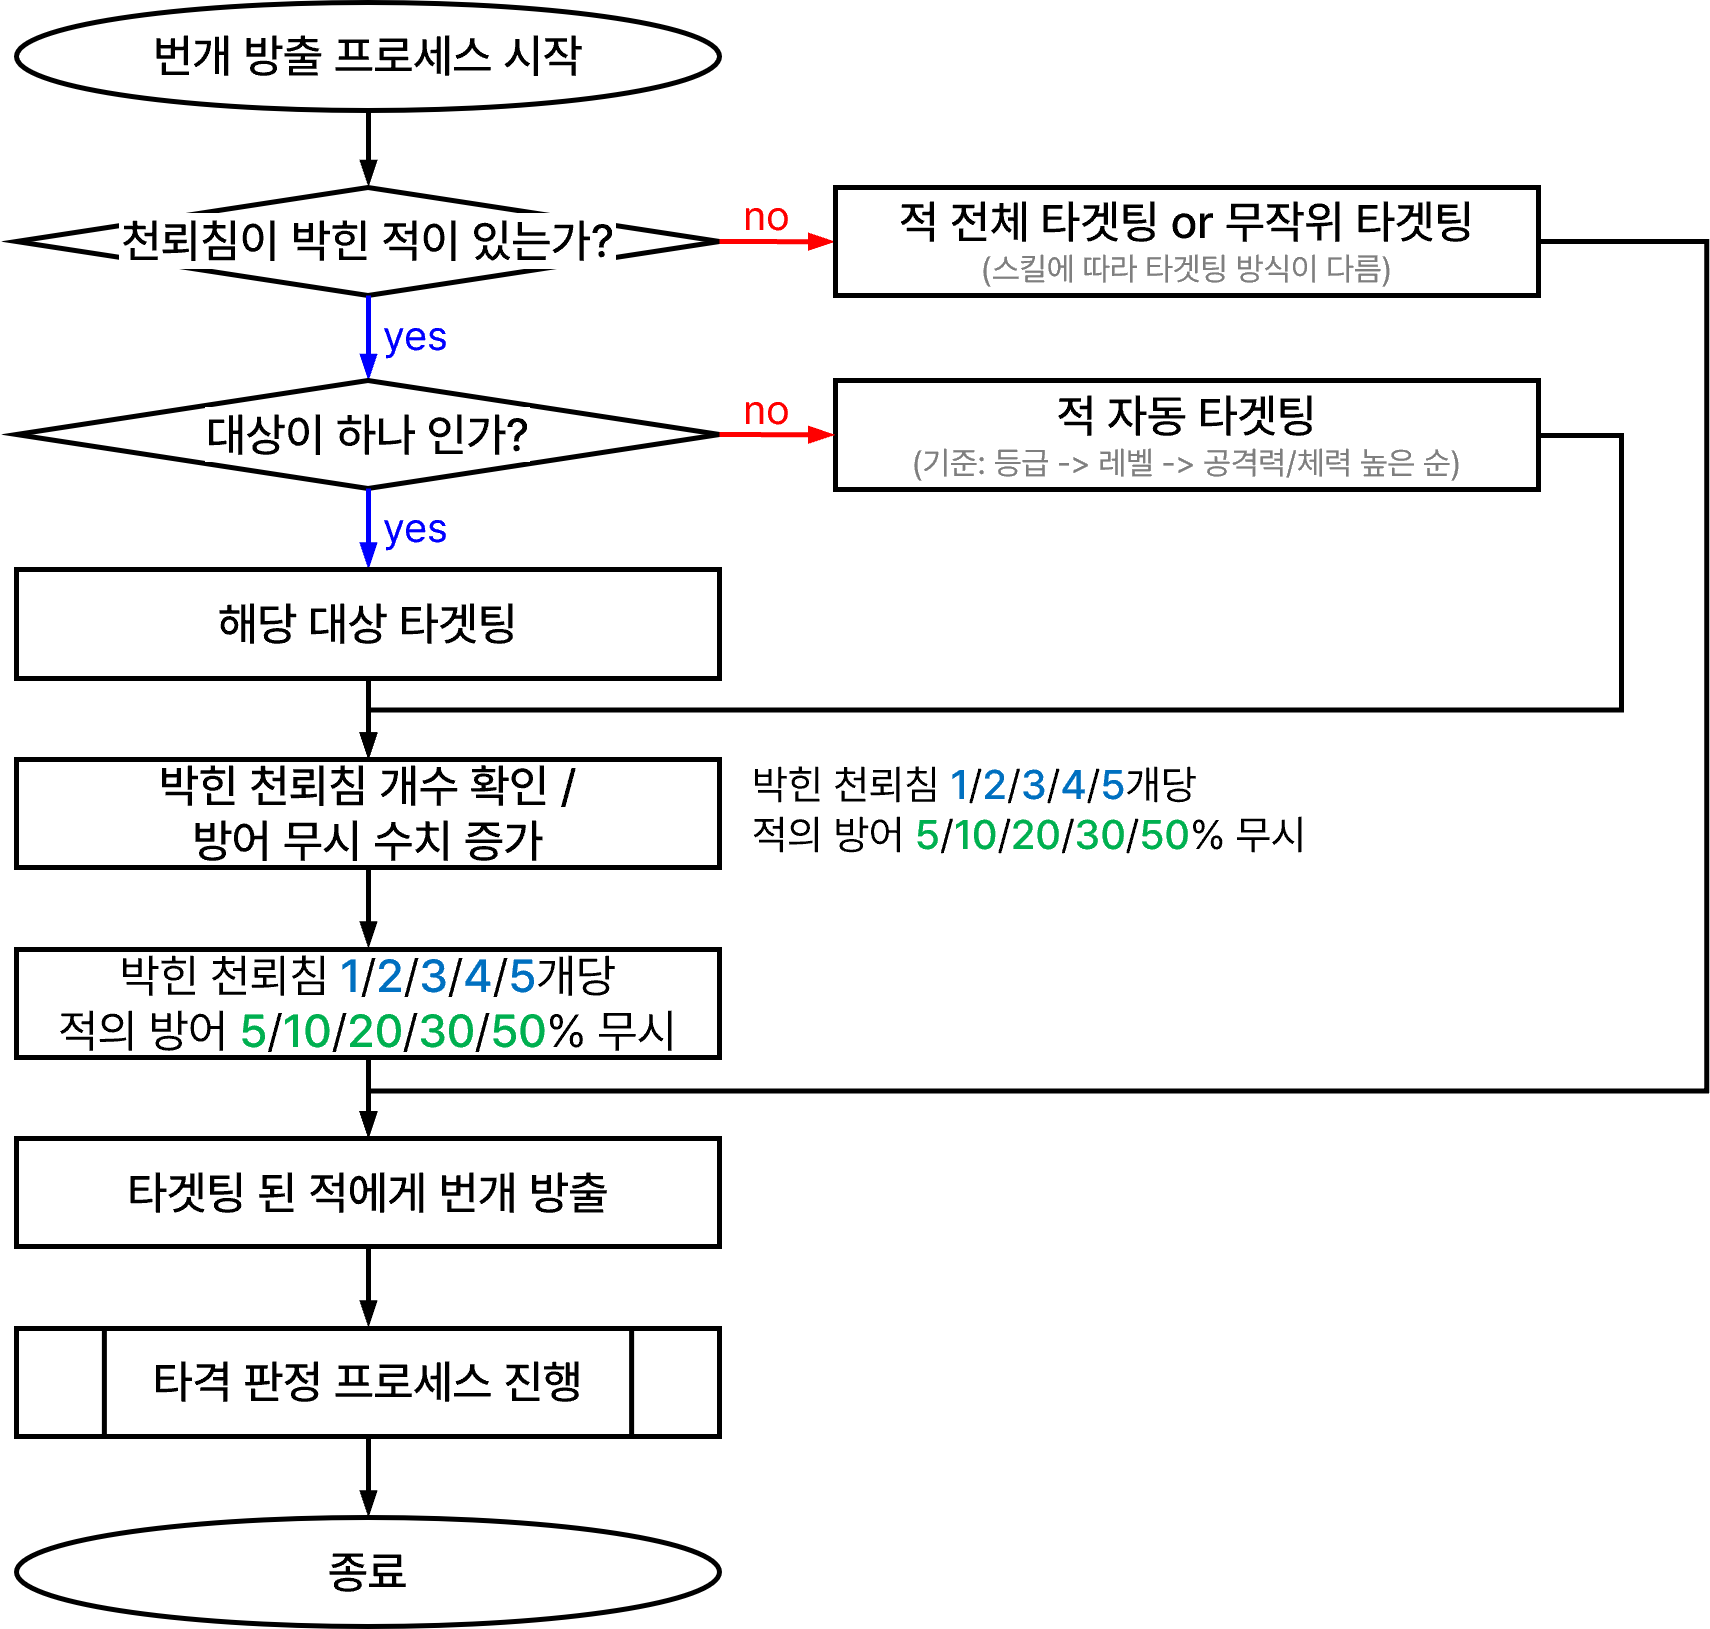 번개 방출 프로세스 시작
천뢰침이 박힌 적이 있는가?
no
적 전체 타겟팅 or 무작위 타겟팅
(스킬에 따라 타겟팅 방식이 다름)
yes
대상이 하나 인가?
no
적 자동 타겟팅
(기준: 등급 -> 레벨 -> 공격력/체력 높은 순)
yes
해당 대상 타겟팅
박힌 천뢰침 개수 확인 /
방어 무시 수치 증가
박힌 천뢰침 1/2/3/4/5개당
적의 방어 5/10/20/30/50% 무시
박힌 천뢰침 1/2/3/4/5개당
적의 방어 5/10/20/30/50% 무시
타겟팅 된 적에게 번개 방출
타격 판정 프로세스 진행
종료